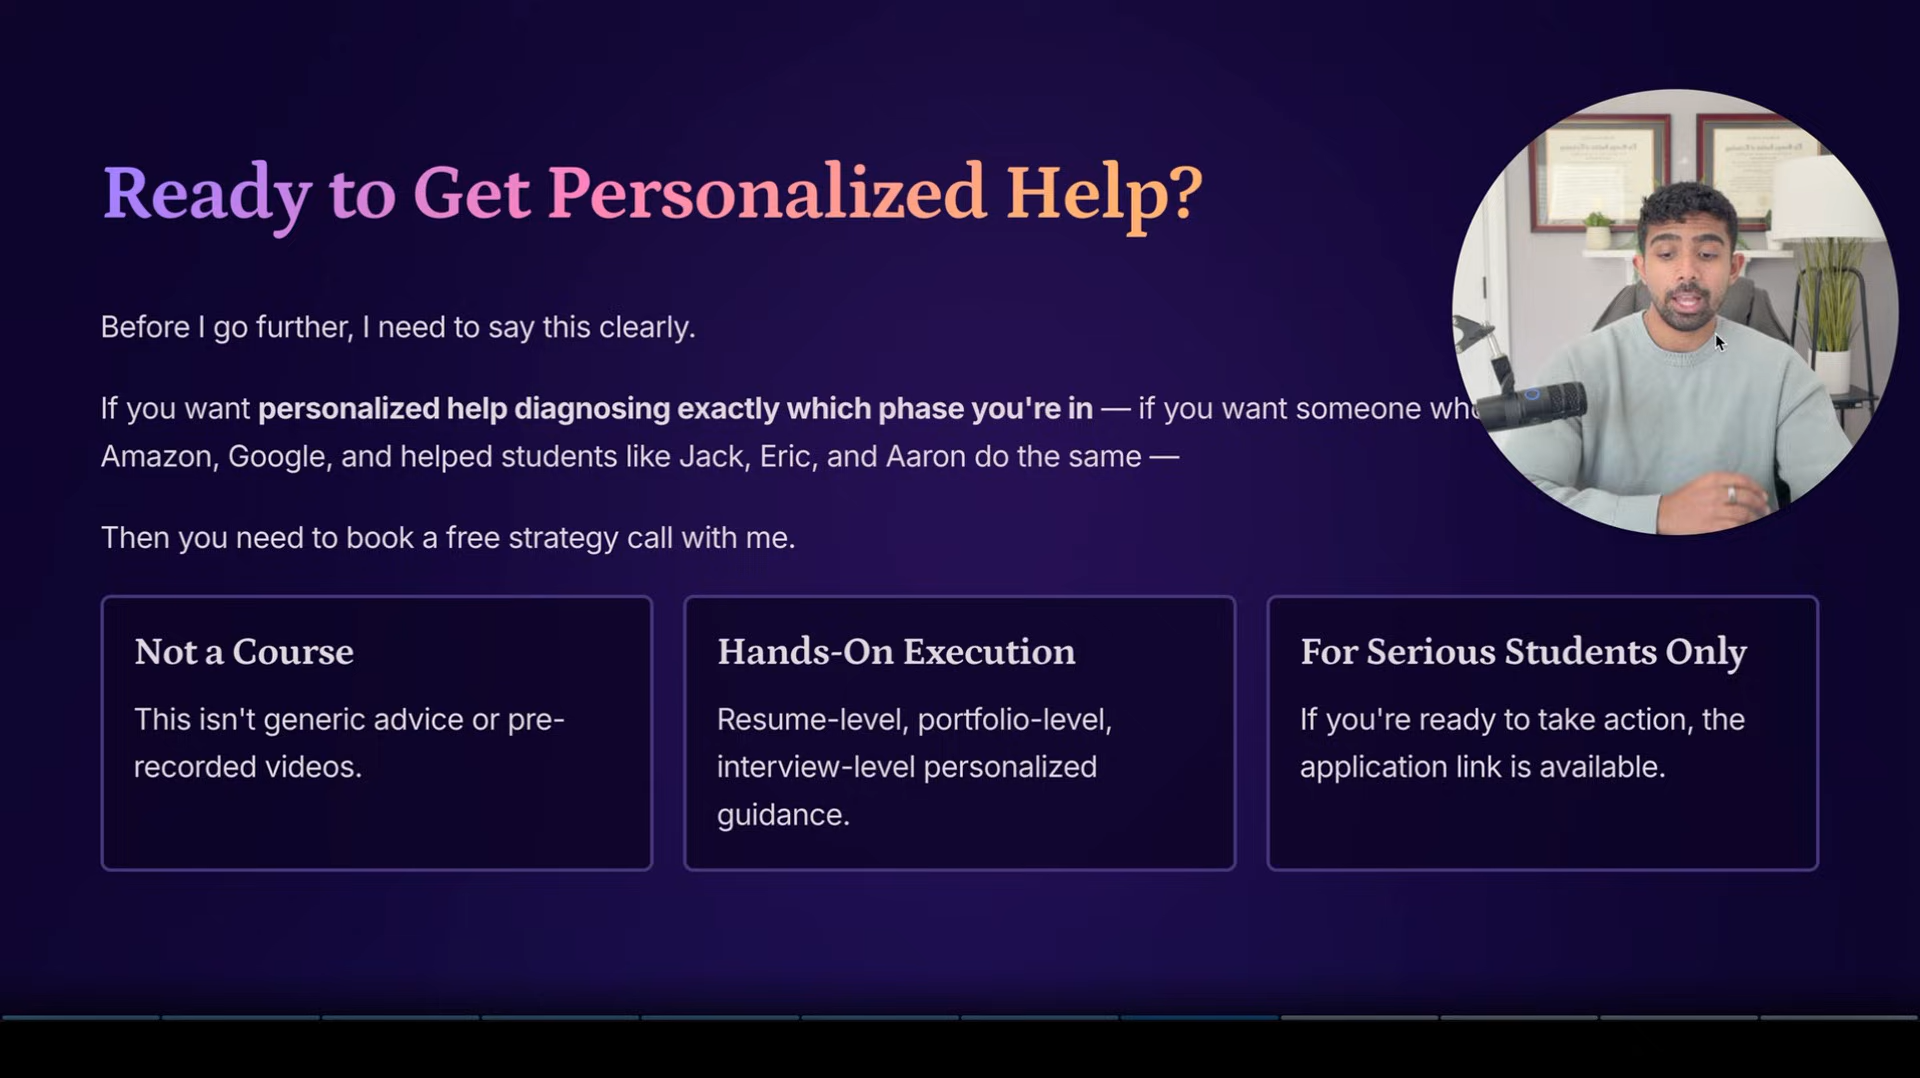 Ready to Get Personalized Help?
Before I go further, I need to say this clearly.
If you want personalized help diagnosing exactly which phase you're in — if you want someone
Amazon, Google, and helped students like Jack, Eric, and Aaron do the same —
Then you need to book a free strategy call with me.
Not a Course
This isn't generic advice or pre-
recorded videos.
Hands-On Execution
Resume-level, portfolio-level,
interview-level personalized
guidance.
For Serious Students Only
If you're ready to take action, the
application link is available.